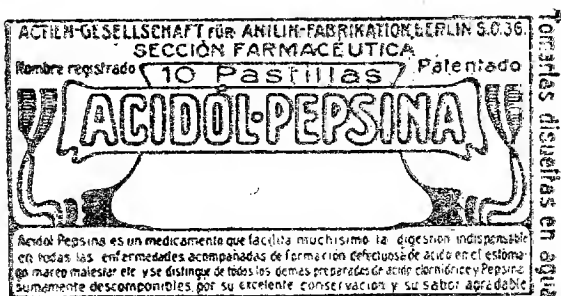 ACTIEN-GESELLSCHAFT FÜR ANILIN-FABRIKATION, BERLIN S.O.36.
SECCIÓN FARMACÉUTICA
Nombre registrado
10 Pastillas
Patentado
ACIDOL-PEPSINA
Acidol Pepsina es un medicamento que facilita muchisimo la digestion indispensable
en todas las enfermedades acompañadas de formación defectuosa de acido en el estoma-
go mareo malestar etc y se distingue de todos los demas preparados de acido clorhidrico y Pepsina
sumamente descomponibles, por su excelente conservacion y su sabor agradable
Tomarlas disueltas en agua